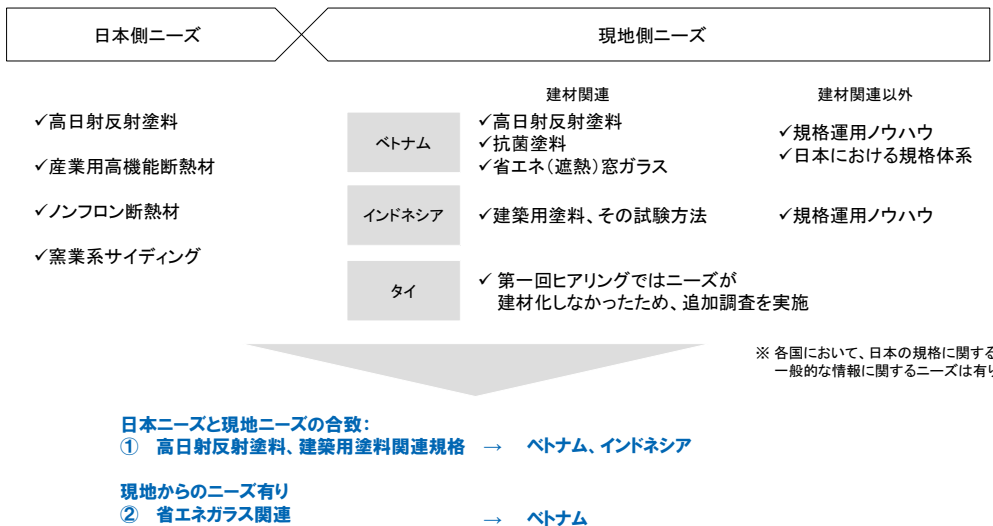 日本側ニーズ
現地側ニーズ
✓高日射反射塗料
✓産業用高機能断熱材
✓ノンフロン断熱材
✓窯業系サイディング
建材関連
建材関連以外
ベトナム
✓高日射反射塗料
✓抗菌塗料
✓省エネ(遮熱)窓ガラス
✓規格運用ノウハウ
✓日本における規格体系
インドネシア
✓建築用塗料、その試験方法
✓規格運用ノウハウ
タイ
✓ 第一回ヒアリングではニーズが
建材化しなかったため、追加調査を実施
※ 各国において、日本の規格に関する
一般的な情報に関するニーズは有り
日本ニーズと現地ニーズの合致:
① 高日射反射塗料、建築用塗料関連規格 → ベトナム、インドネシア
現地からのニーズ有り
② 省エネガラス関連 → ベトナム